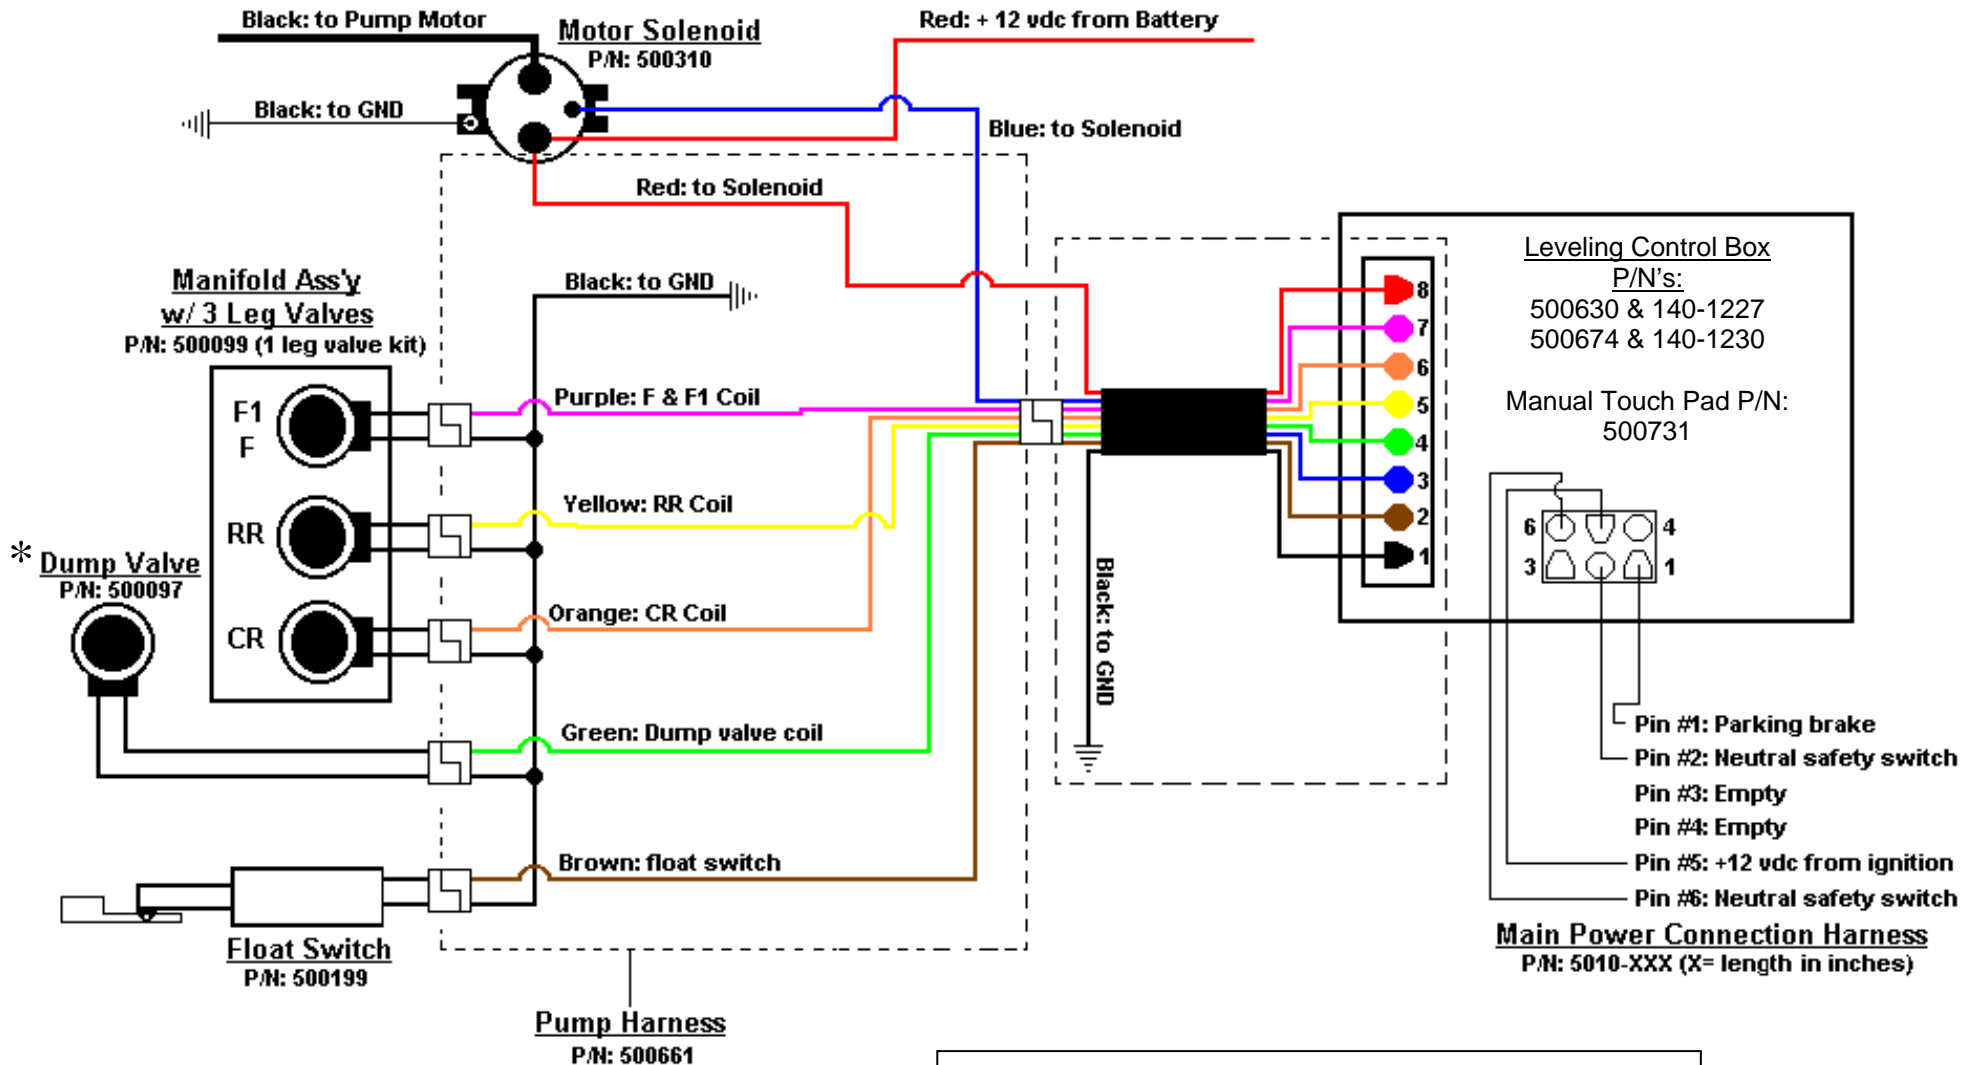 Black: to Pump Motor
Red: + 12 vdc from Battery
Motor Solenoid
P/N: 500310
Black: to GND
Blue: to Solenoid
Red: to Solenoid
Leveling Control Box
P/N's:
500630 & 140-1227
500674 & 140-1230
Manual Touch Pad P/N:
500731
Manifold Ass'y
w/ 3 Leg Valves
P/N: 500099 (1 leg valve kit)
Black: to GND
F1
F
RR
CR
Purple: F & F1 Coil
Yellow: RR Coil
Orange: CR Coil
* Dump Valve
P/N: 500097
Green: Dump valve coil
Brown: float switch
Float Switch
P/N: 500199
Pump Harness
P/N: 500661
Black: to GND
8
7
6
5
4
3
2
1
6 4
3 1
Pin #1: Parking brake
Pin #2: Neutral safety switch
Pin #3: Empty
Pin #4: Empty
Pin #5: +12 vdc from ignition
Pin #6: Neutral safety switch
Main Power Connection Harness
P/N: 5010-XXX (X= length in inches)